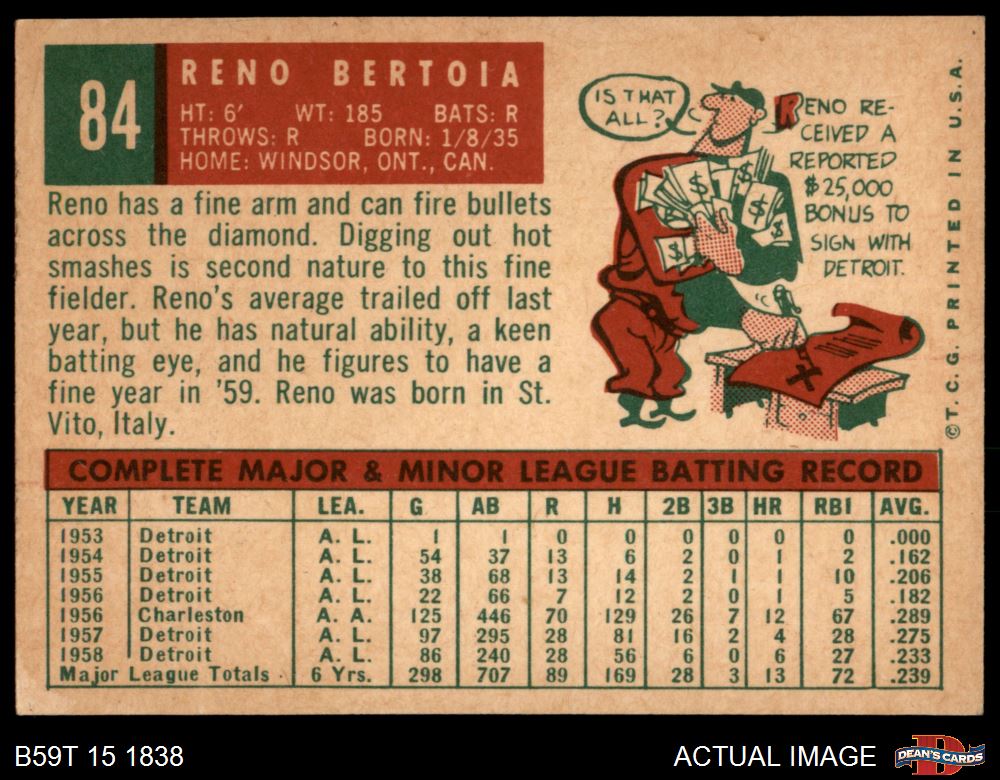 84
RENO BERTOIA
HT: 6' WT: 185 BATS: R
THROWS: R BORN: 1/8/35
HOME: WINDSOR, ONT., CAN.
Reno has a fine arm and can fire bullets
across the diamond. Digging out hot
smashes is second nature to this fine
fielder. Reno's average trailed off last
year, but he has natural ability, a keen
batting eye, and he figures to have a
fine year in '59. Reno was born in St.
Vito, Italy.
IS THAT
ALL?
RENO RE-
CEIVED A
REPORTED
$25,000
BONUS TO
SIGN WITH
DETROIT.
$
$
$
$
X
©T.C.G. PRINTED IN U.S.A.
COMPLETE MAJOR & MINOR LEAGUE BATTING RECORD
YEAR TEAM LEA. G AB R H 2B 3B HR RBI AVG.
1953 Detroit A. L. 1 1 0 0 0 0 0 0 .000
1954 Detroit A. L. 54 37 13 6 2 0 1 2 .162
1955 Detroit A. L. 38 68 13 14 2 1 1 10 .206
1956 Detroit A. L. 22 66 7 12 2 0 1 5 .182
1956 Charleston A. A. 125 446 70 129 26 7 12 67 .289
1957 Detroit A. L. 97 295 28 81 16 2 4 28 .275
1958 Detroit A. L. 86 240 28 56 6 0 6 27 .233
Major League Totals 6 Yrs. 298 707 89 169 28 3 13 72 .239
B59T 15 1838
ACTUAL IMAGE
D
DEAN'S CARDS